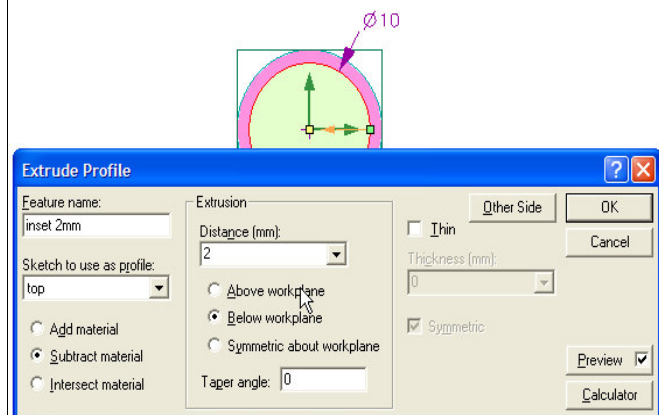 Ø10
Extrude Profile
Feature name:
inset 2mm
Sketch to use as profile:
top
Add material
Subtract material
Intersect material
Extrusion
Distance (mm):
2
Above workplane
Below workplane
Symmetric about workplane
Taper angle: 0
Other Side
Thin
Thickness (mm):
0
Symmetric
OK
Cancel
Preview
Calculator